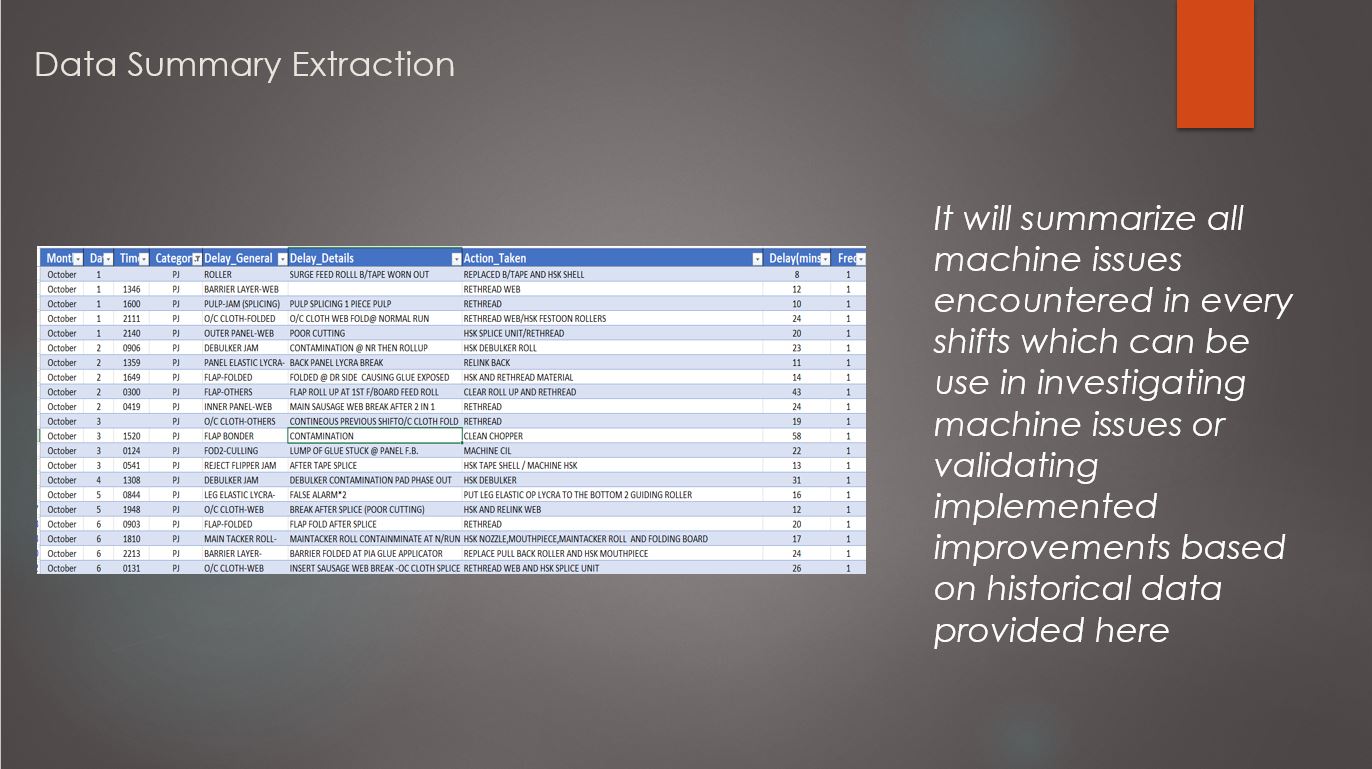 Data Summary Extraction
Mont Da Tim Categor Delay_General Delay_Details Action_Taken Delay(mins Fre
October 1 PJ ROLLER SURGE FEED ROLLL B/TAPE WORN OUT REPLACED B/TAPE AND HSK SHELL 8 1
October 1 1346 PJ BARRIER LAYER-WEB RETHREAD WEB 12 1
October 1 1600 PJ PULP-JAM (SPLICING) PULP SPLICING 1 PIECE PULP RETHREAD 10 1
October 1 2111 PJ O/C CLOTH-FOLDED O/C CLOTH WEB FOLD@ NORMAL RUN RETHREAD WEB/HSK FESTOON ROLLERS 24 1
October 1 2140 PJ OUTER PANEL-WEB POOR CUTTING HSK SPLICE UNIT/RETHREAD 20 1
October 2 0906 PJ DEBULKER JAM CONTAMINATION @ NR THEN ROLLUP HSK DEBULKER ROLL 23 1
October 2 1359 PJ PANEL ELASTIC LYCRA- BACK PANEL LYCRA BREAK RELINK BACK 11 1
October 2 1649 PJ FLAP-FOLDED FOLDED @ DR SIDE CAUSING GLUE EXPOSED HSK AND RETHREAD MATERIAL 14 1
October 2 0300 PJ FLAP-OTHERS FLAP ROLL UP AT 1ST F/BOARD FEED ROLL CLEAR ROLL UP AND RETHREAD 43 1
October 2 0419 PJ INNER PANEL-WEB MAIN SAUSAGE WEB BREAK AFTER 2 IN 1 RETHREAD 24 1
October 3 PJ O/C CLOTH-OTHERS CONTINEOUS PREVIOUS SHIFTO/C CLOTH FOLD RETHREAD 19 1
October 3 1520 PJ FLAP BONDER CONTAMINATION CLEAN CHOPPER 58 1
October 3 0124 PJ FOD2-CULLING LUMP OF GLUE STUCK @ PANEL F.B. MACHINE CIL 22 1
October 3 0541 PJ REJECT FLIPPER JAM AFTER TAPE SPLICE HSK TAPE SHELL / MACHINE HSK 13 1
October 4 1308 PJ DEBULKER JAM DEBULKER CONTAMINATION PAD PHASE OUT HSK DEBULKER 31 1
October 5 0844 PJ LEG ELASTIC LYCRA- FALSE ALARM*2 PUT LEG ELASTIC OP LYCRA TO THE BOTTOM 2 GUIDING ROLLER 16 1
October 5 1948 PJ O/C CLOTH-WEB BREAK AFTER SPLICE (POOR CUTTING) HSK AND RELINK WEB 12 1
October 6 0903 PJ FLAP-FOLDED FLAP FOLD AFTER SPLICE RETHREAD 20 1
October 6 1810 PJ MAIN TACKER ROLL- MAINTACKER ROLL CONTAINMINATE AT N/RUN HSK NOZZLE,MOUTHPIECE,MAINTACKER ROLL AND FOLDING BOARD 17 1
October 6 2213 PJ BARRIER LAYER- BARRIER FOLDED AT PIA GLUE APPLICATOR REPLACE PULL BACK ROLLER AND HSK MOUTHPIECE 24 1
October 6 0131 PJ O/C CLOTH-WEB INSERT SAUSAGE WEB BREAK -OC CLOTH SPLICE RETHREAD WEB AND HSK SPLICE UNIT 26 1
It will summarize all
machine issues
encountered in every
shifts which can be
use in investigating
machine issues or
validating
implemented
improvements based
on historical data
provided here